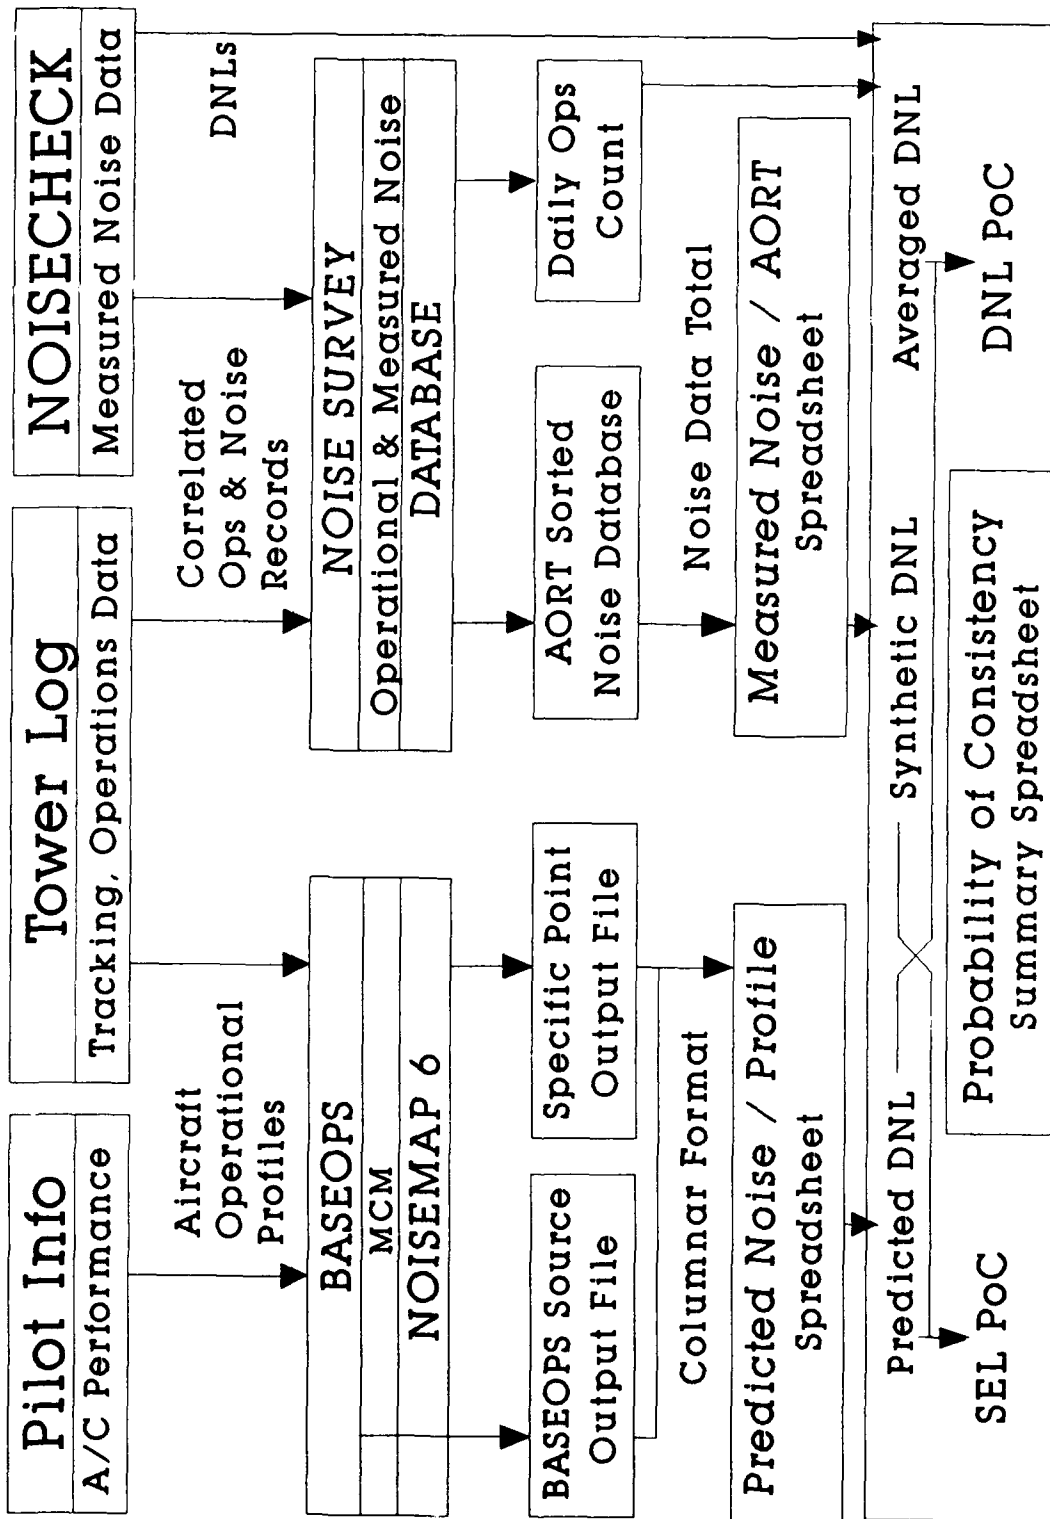 Pilot Info
A/C Performance
Tower Log
Tracking, Operations Data
NOISECHECK
Measured Noise Data
Aircraft
Operational
Profiles
Correlated
Ops & Noise
Records
DNLs
BASEOPS
MCM
NOISEMAP 6
NOISE SURVEY
Operational & Measured Noise
DATABASE
BASEOPS Source
Output File
Specific Point
Output File
AORT Sorted
Noise Database
Daily Ops
Count
Columnar Format
Noise Data Total
Predicted Noise / Profile
Spreadsheet
Measured Noise / AORT
Spreadsheet
Predicted DNL
Synthetic DNL
Averaged DNL
SEL PoC
DNL PoC
Probability of Consistency
Summary Spreadsheet